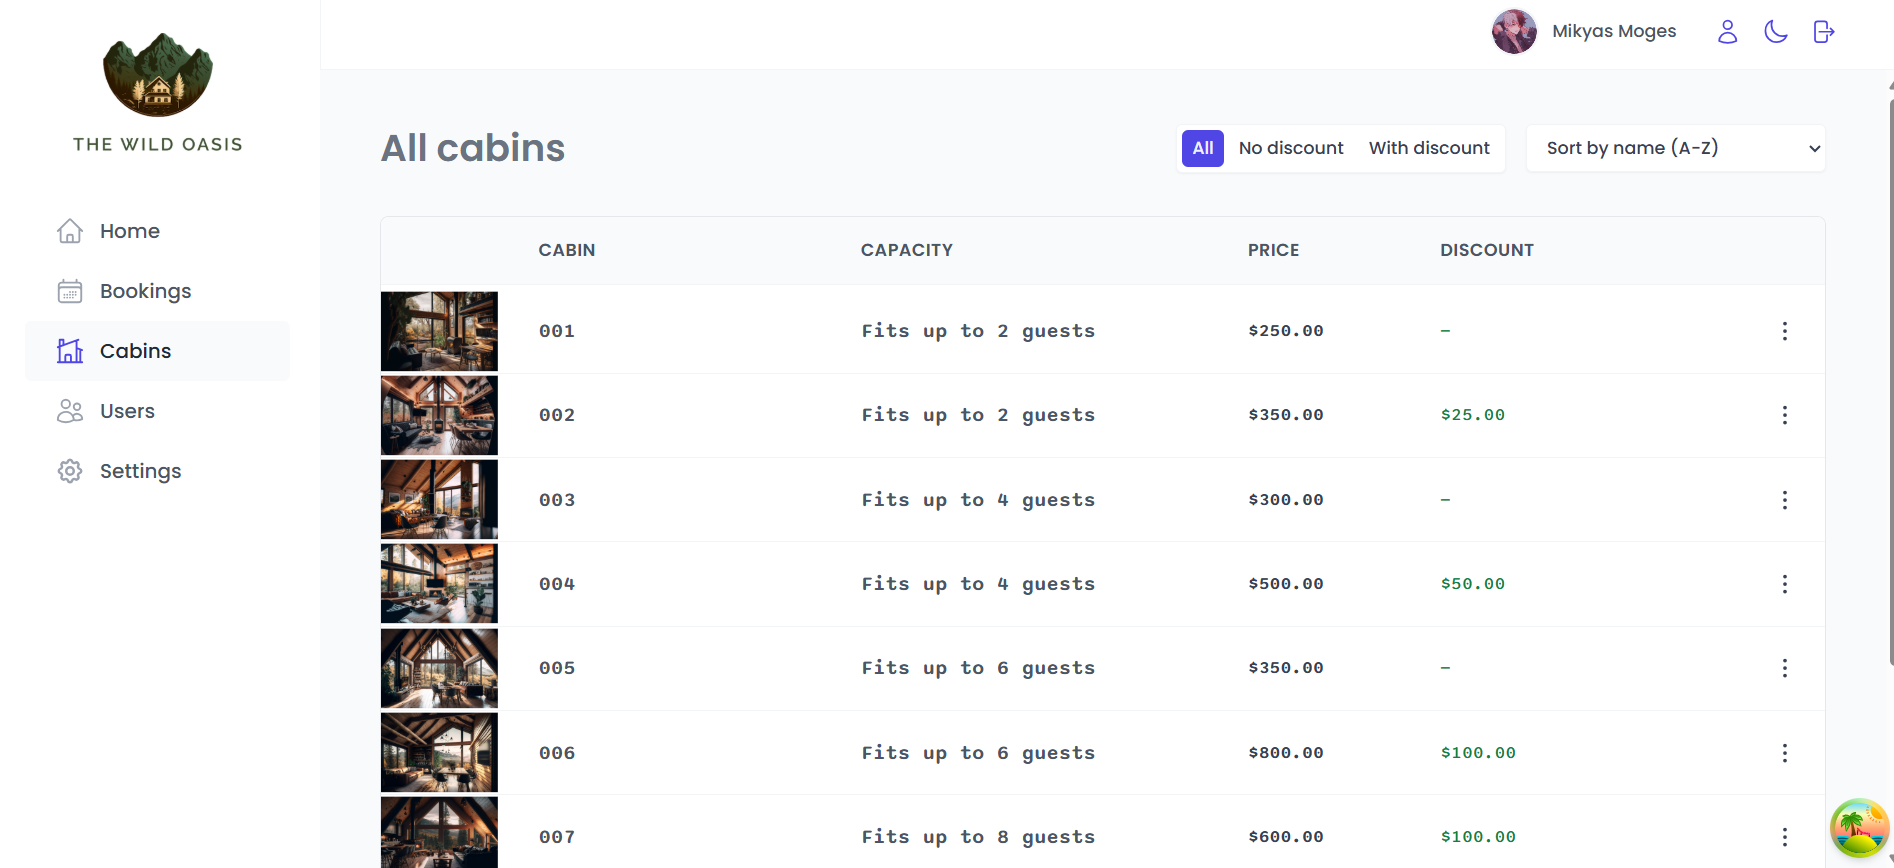 THE WILD OASIS
Home
Bookings
Cabins
Users
Settings
Mikyas Moges
All cabins
All No discount With discount
Sort by name (A-Z)
CABIN CAPACITY PRICE DISCOUNT
001 Fits up to 2 guests $250.00 —
002 Fits up to 2 guests $350.00 $25.00
003 Fits up to 4 guests $300.00 —
004 Fits up to 4 guests $500.00 $50.00
005 Fits up to 6 guests $350.00 —
006 Fits up to 6 guests $800.00 $100.00
007 Fits up to 8 guests $600.00 $100.00